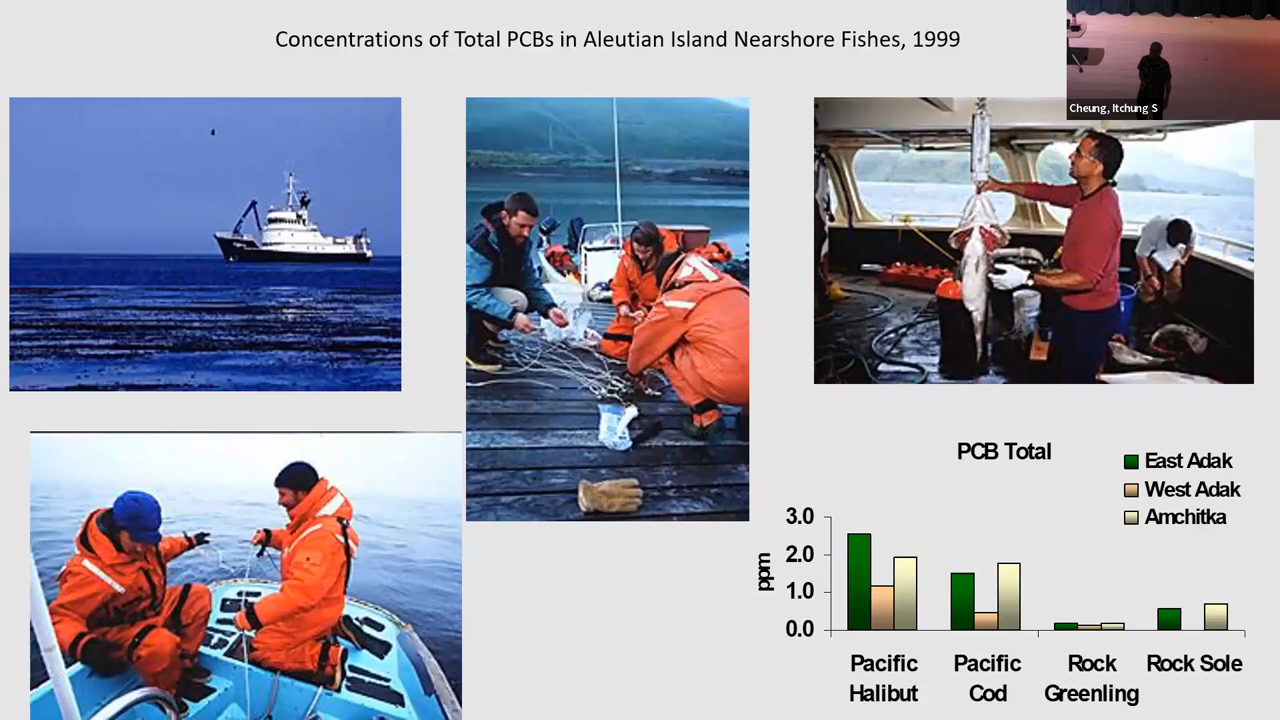 Concentrations of Total PCBs in Aleutian Island Nearshore Fishes, 1999
Cheung, Itchung S
PCB Total
East Adak
West Adak
Amchitka
3.0
2.0
1.0
0.0
ppm
Pacific Halibut
Pacific Cod
Rock Greenling
Rock Sole